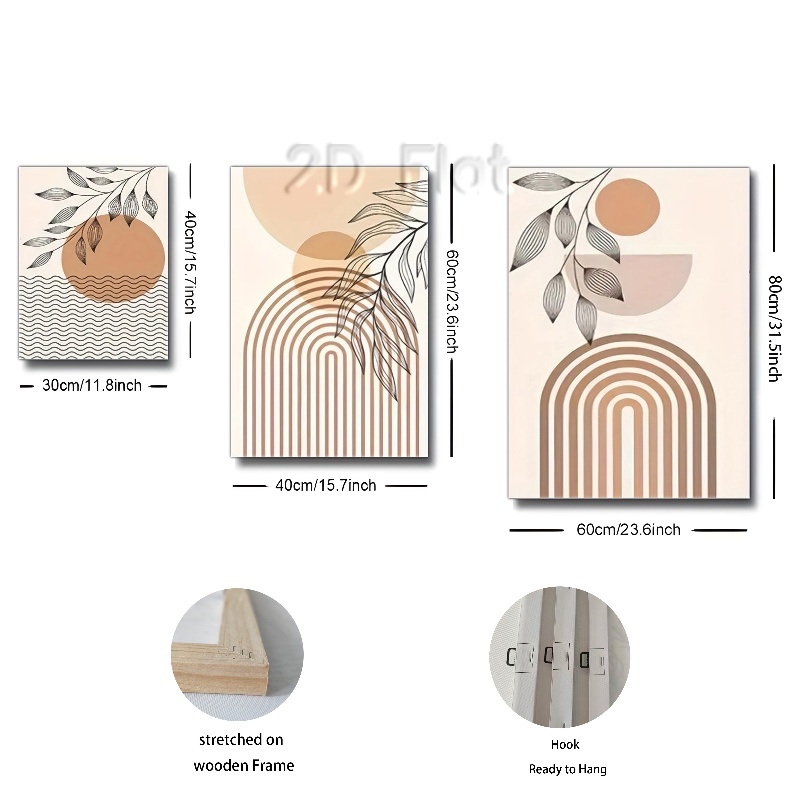 2D Flat
40cm/15.7inch
30cm/11.8inch
60cm/23.6inch
40cm/15.7inch
80cm/31.5inch
60cm/23.6inch
stretched on
wooden Frame
Hook
Ready to Hang